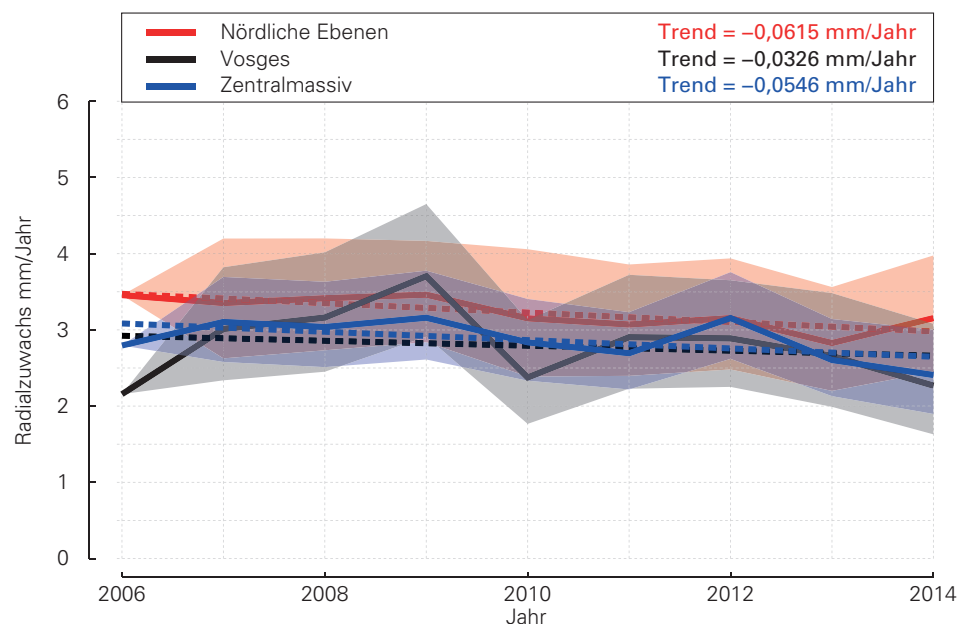 Nördliche Ebenen Trend = −0,0615 mm/Jahr
Vosges Trend = −0,0326 mm/Jahr
Zentralmassiv Trend = −0,0546 mm/Jahr
6
5
4
3
2
1
0
Radialzuwachs mm/Jahr
2006 2008 2010 2012 2014
Jahr